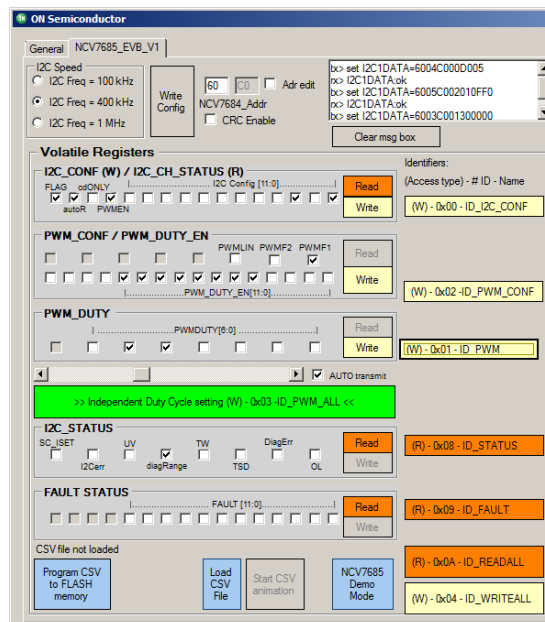 ON Semiconductor
General NCV7685_EVB_V1
I2C Speed
I2C Freq = 100 kHz
I2C Freq = 400 kHz
I2C Freq = 1 MHz
Write Config
60 C0 Adr edit
NCV7684_Addr
CRC Enable
tx> set I2C1DATA=6004C000D005
rx> I2C1DATA:ok
tx> set I2C1DATA=6005C002010FF0
rx> I2C1DATA:ok
tx> set I2C1DATA=6003C001300000
Clear msg box
Volatile Registers
Identifiers:
(Access type) - # ID - Name
I2C_CONF (W) / I2C_CH_STATUS (R)
FLAG odONLY |.......................... I2C Config [11:0].......................|
autoR PWMEN
Read
Write
(W) - 0x00 - ID_I2C_CONF
PWM_CONF / PWM_DUTY_EN
PWMLIN PWMF2 PWMF1
Read
Write
|..................PWM_DUTY_EN[11:0]..................|
(W) - 0x02 -ID_PWM_CONF
PWM_DUTY
| .........................PWMDUTY[6:0] .........................|
Read
Write
(W) - 0x01 - ID_PWM
AUTO transmit
>> Independent Duty Cycle setting (W) - 0x03 -ID_PWM_ALL <<
I2C_STATUS
SC_ISET UV TW DiagErr
I2Cerr diagRange TSD OL
Read
Write
(R) - 0x08 - ID_STATUS
FAULT STATUS
|......................... FAULT [11:0].........................|
Read
Write
(R) - 0x09 - ID_FAULT
CSV file not loaded
Program CSV to FLASH memory
Load CSV File
Start CSV animation
NCV7685 Demo Mode
(R) - 0x0A - ID_READALL
(W) - 0x04 - ID_WRITEALL